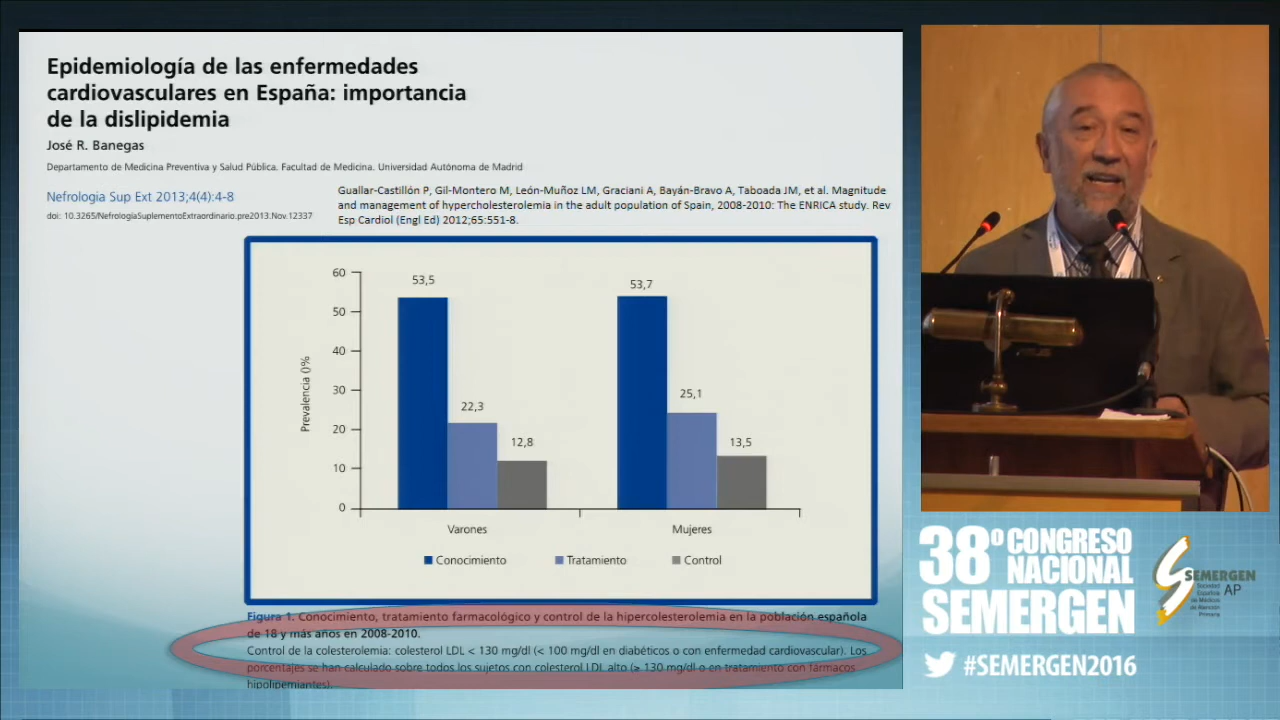 Epidemiología de las enfermedades
cardiovasculares en España: importancia
de la dislipidemia
José R. Banegas
Departamento de Medicina Preventiva y Salud Pública. Facultad de Medicina. Universidad Autónoma de Madrid
Nefrologia Sup Ext 2013;4(4):4-8
doi: 10.3265/NefrologíaSuplementoExtraordinario.pre2013.Nov.12337
Guallar-Castillón P, Gil-Montero M, León-Muñoz LM, Graciani A, Bayán-Bravo A, Taboada JM, et al. Magnitude
and management of hypercholesterolemia in the adult population of Spain, 2008-2010: The ENRICA study. Rev
Esp Cardiol (Engl Ed) 2012;65:551-8.
Prevalencia ()%
60
50
40
30
20
10
0
53,5
22,3
12,8
53,7
25,1
13,5
Varones
Mujeres
Conocimiento
Tratamiento
Control
Figura 1. Conocimiento, tratamiento farmacológico y control de la hipercolesterolemia en la población española
de 18 y más años en 2008-2010.
Control de la colesterolemia: colesterol LDL < 130 mg/dl (< 100 mg/dl en diabéticos o con enfermedad cardiovascular). Los
porcentajes se han calculado sobre todos los sujetos con colesterol LDL alto (≥ 130 mg/dl o en tratamiento con fármacos
hipolipemiantes).
38º CONGRESO
NACIONAL
SEMERGEN
SEMERGEN
AP
Sociedad
Española
de Médicos
de Atención
Primaria
#SEMERGEN2016